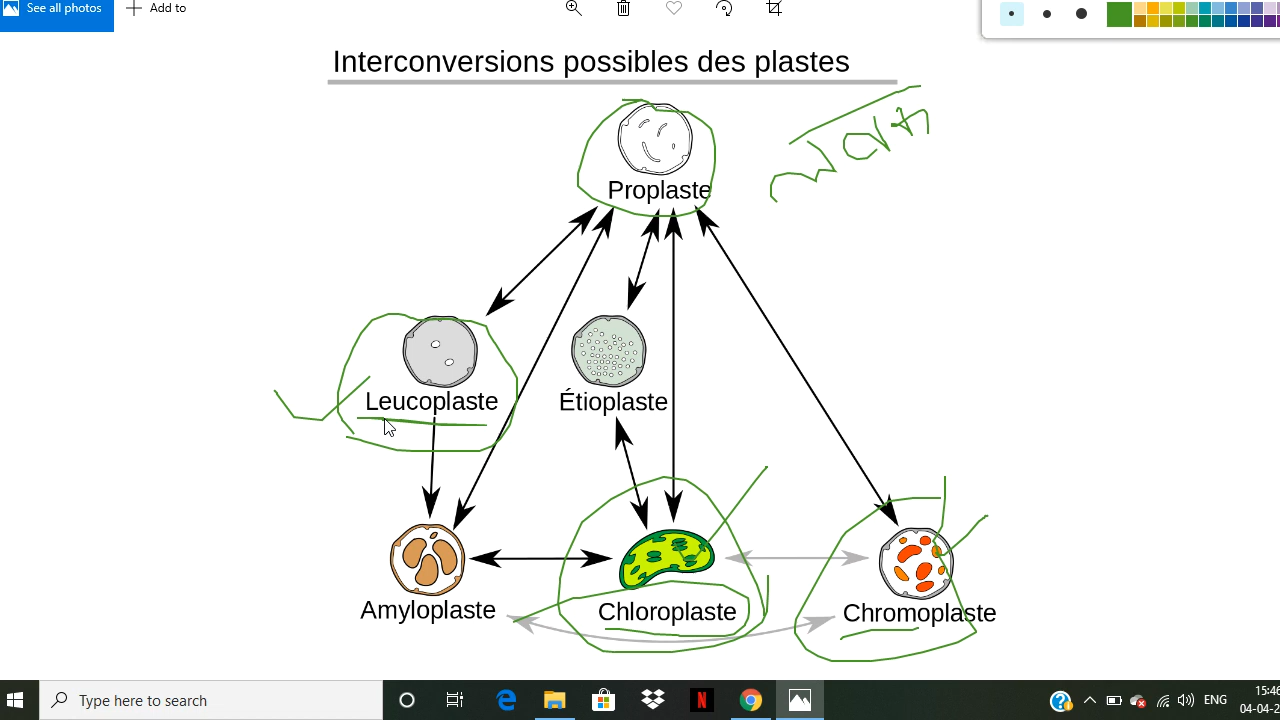 See all photos
Add to
Interconversions possibles des plastes
Proplaste
Leucoplaste
Étioplaste
Amyloplaste
Chloroplaste
Chromoplaste
Type here to search
ENG
15:46
04-04-2